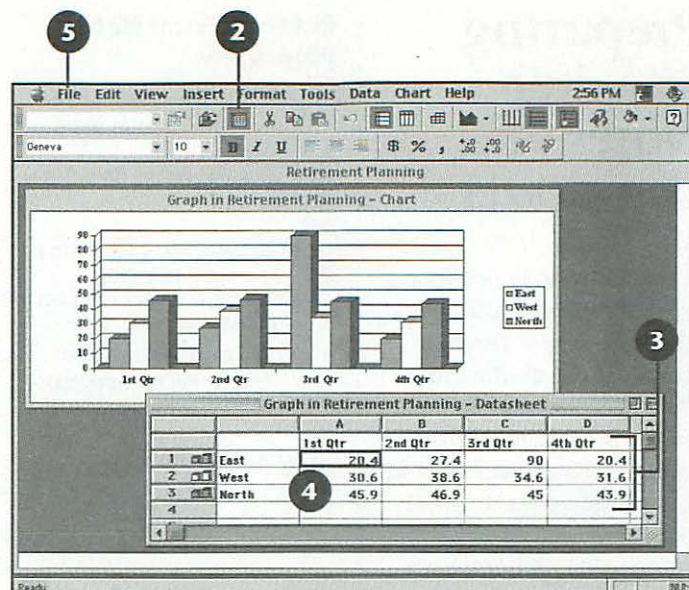 5 2
File Edit View Insert Format Tools Data Chart Help 2:56 PM
Geneva 10 B I U $ % ,
Retirement Planning
Graph in Retirement Planning – Chart
90
80
70
60
50
40
30
20
10
0
1st Qtr 2nd Qtr 3rd Qtr 4th Qtr
East
West
North
3
Graph in Retirement Planning – Datasheet
A B C D
1st Qtr 2nd Qtr 3rd Qtr 4th Qtr
1 East 20.4 27.4 90 20.4
2 West 30.6 38.6 34.6 31.6
3 North 45.9 46.9 45 43.9
4
4
Ready